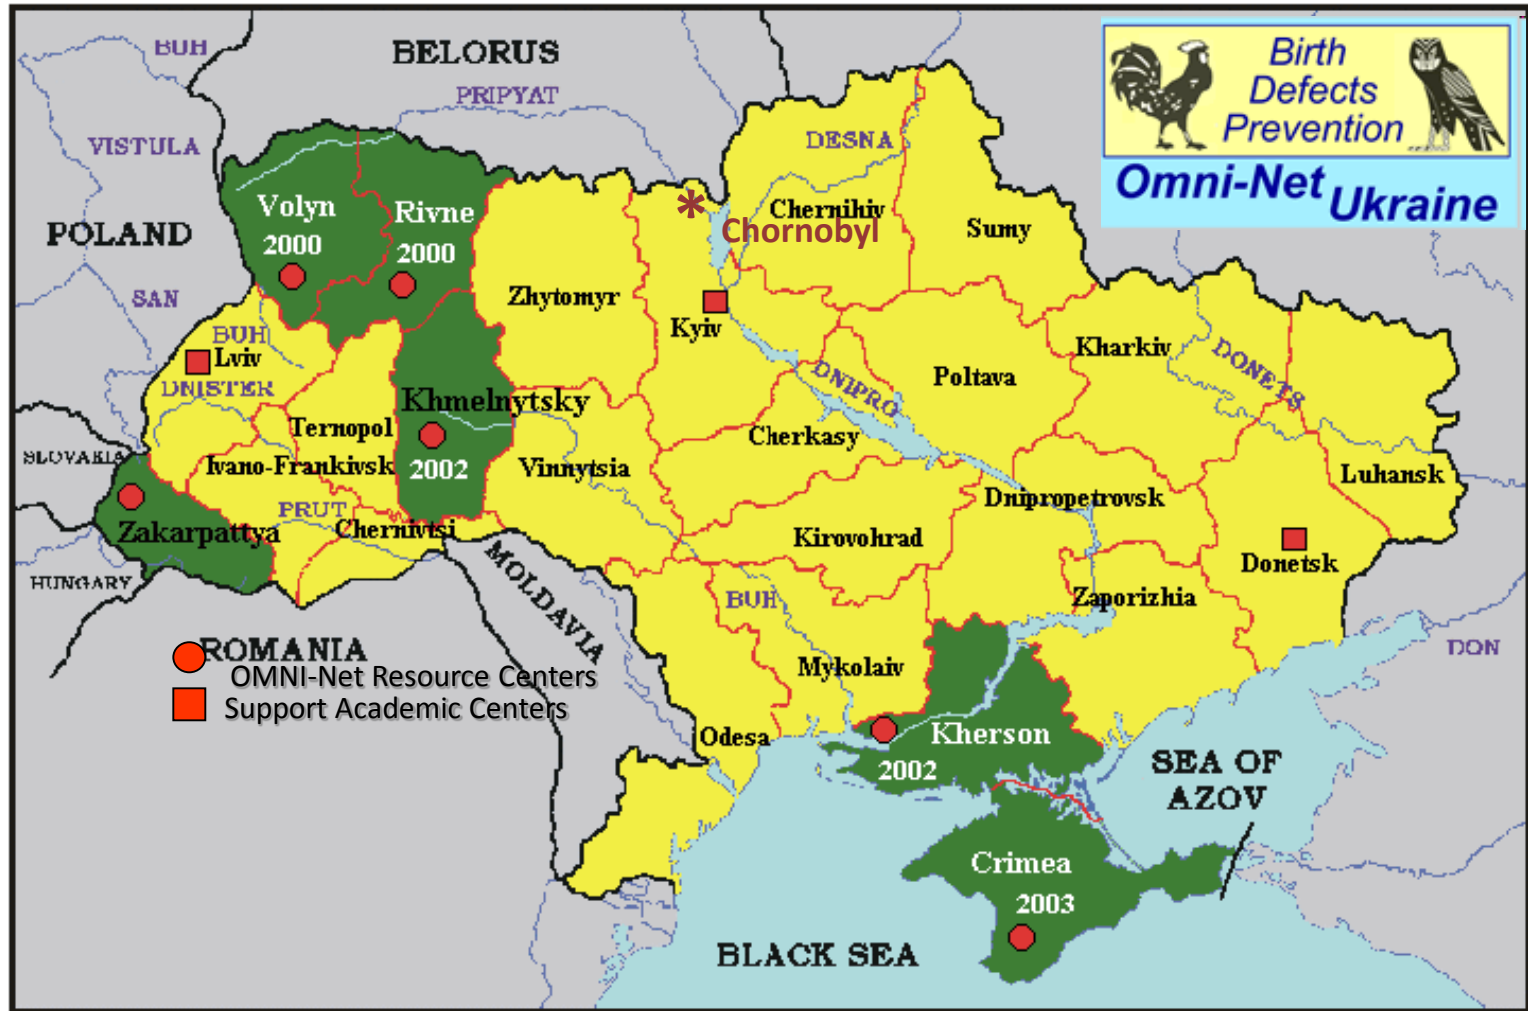 BUH
BELORUS
PRIPYAT
VISTULA
DESNA
Birth
Defects
Prevention
Omni-Net Ukraine
Volyn
2000
Rivne
2000
POLAND
*
Chernihiv
Chornobyl
Sumy
SAN
Zhytomyr
Kyiv
BUH
Lviv
DNISTER
Kharkiv
DONETS
Poltava
DNIPRO
Khmelnytsky
2002
Ternopol
Cherkasy
SLOVAKIA
Ivano-Frankivsk
Vinnytsia
Luhansk
Dnipropetrovsk
PRUT
Chernivtsi
Zakarpattya
Kirovohrad
Donetsk
HUNGARY
MOLDAVIA
BUH
Zaporizhia
ROMANIA
OMNI-Net Resource Centers
Support Academic Centers
Mykolaiv
DON
Odesa
Kherson
2002
SEA OF
AZOV
Crimea
2003
BLACK SEA